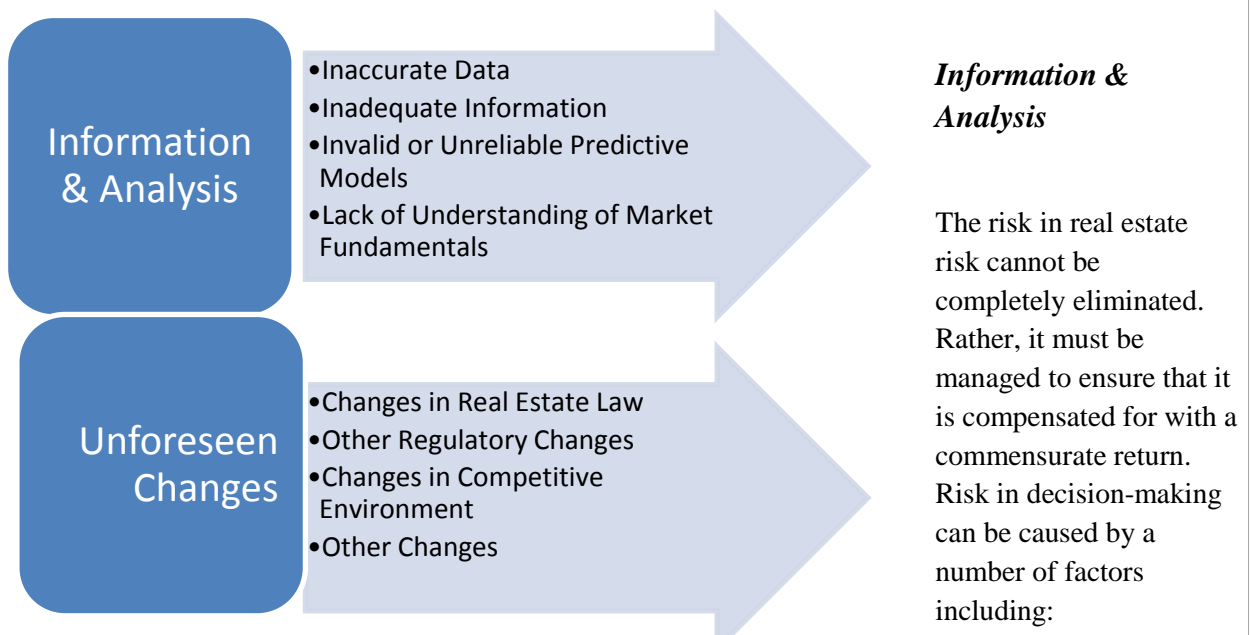 Information
& Analysis
•Inaccurate Data
•Inadequate Information
•Invalid or Unreliable Predictive
Models
•Lack of Understanding of Market
Fundamentals
Unforeseen
Changes
•Changes in Real Estate Law
•Other Regulatory Changes
•Changes in Competitive
Environment
•Other Changes
Information &
Analysis
The risk in real estate
risk cannot be
completely eliminated.
Rather, it must be
managed to ensure that it
is compensated for with a
commensurate return.
Risk in decision-making
can be caused by a
number of factors
including: